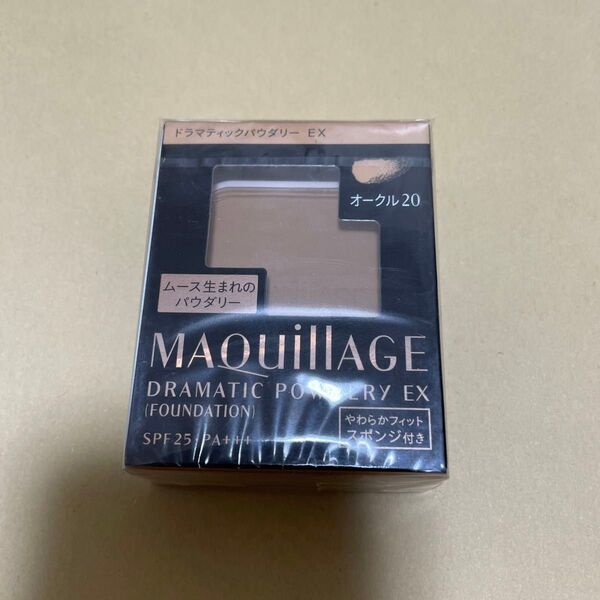 ドラマティックパウダリー EX
オークル20
ムース生まれの
パウダリー
MAQuillAGE
DRAMATIC POWDERY EX
(FOUNDATION)
SPF25・PA+++
やわらかフィット
スポンジ付き